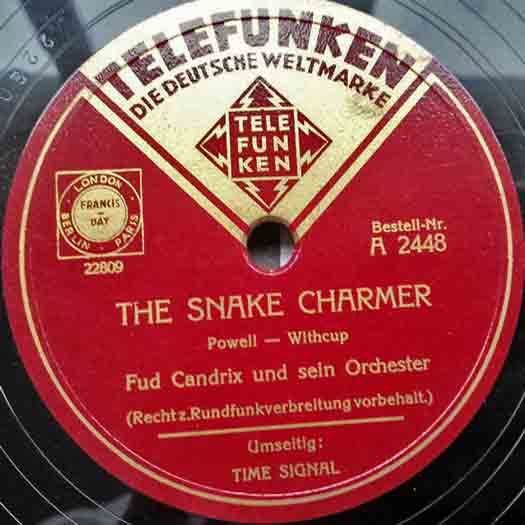 TELEFUNKEN
DIE DEUTSCHE WELTMARKE
TELE
FUN
KEN
LONDON
FRANCIS
DAY
BERLIN · PARIS
22809
Bestell-Nr.
A 2448
THE SNAKE CHARMER
Powell — Withcup
Fud Candrix und sein Orchester
(Recht z. Rundfunkverbreitung vorbehalt.)
Umseitig:
TIME SIGNAL